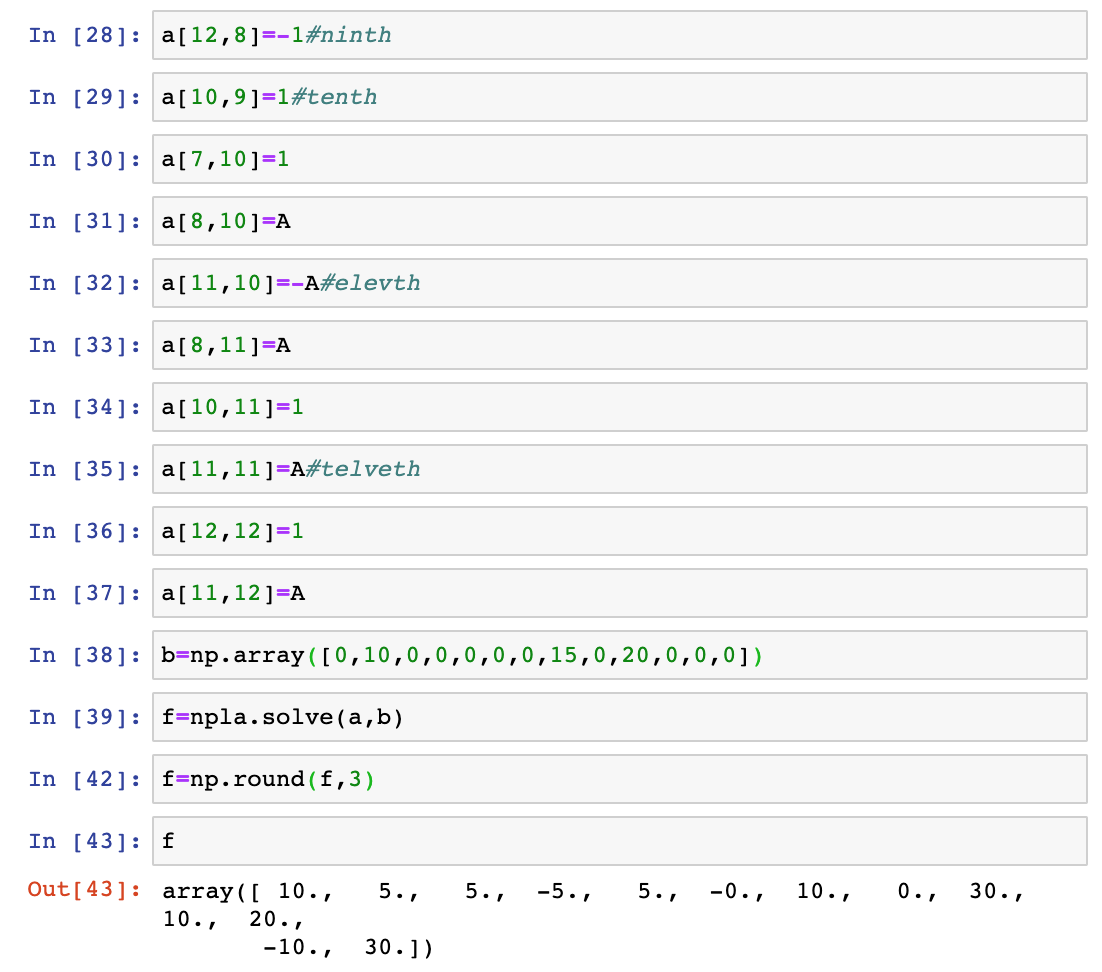 In [28]: a[12,8]=-1#ninth
In [29]: a[10,9]=1#tenth
In [30]: a[7,10]=1
In [31]: a[8,10]=A
In [32]: a[11,10]=-A#elevth
In [33]: a[8,11]=A
In [34]: a[10,11]=1
In [35]: a[11,11]=A#telveth
In [36]: a[12,12]=1
In [37]: a[11,12]=A
In [38]: b=np.array([0,10,0,0,0,0,0,15,0,20,0,0,0])
In [39]: f=npla.solve(a,b)
In [42]: f=np.round(f,3)
In [43]: f
Out[43]: array([ 10.,   5.,   5.,  -5.,   5.,  -0.,  10.,   0.,  30.,
10.,  20.,
       -10.,  30.])